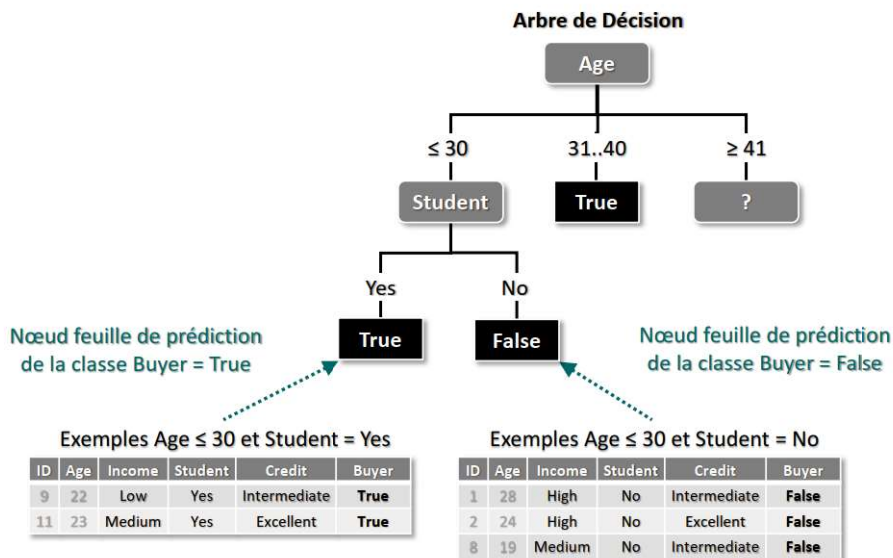 Arbre de Décision
Age
≤ 30 31..40 ≥ 41
Student True ?
Yes No
True False
Nœud feuille de prédiction
de la classe Buyer = True
Nœud feuille de prédiction
de la classe Buyer = False
Exemples Age ≤ 30 et Student = Yes
ID Age Income Student Credit Buyer
9 22 Low Yes Intermediate True
11 23 Medium Yes Excellent True
Exemples Age ≤ 30 et Student = No
ID Age Income Student Credit Buyer
1 28 High No Intermediate False
2 24 High No Excellent False
8 19 Medium No Intermediate False